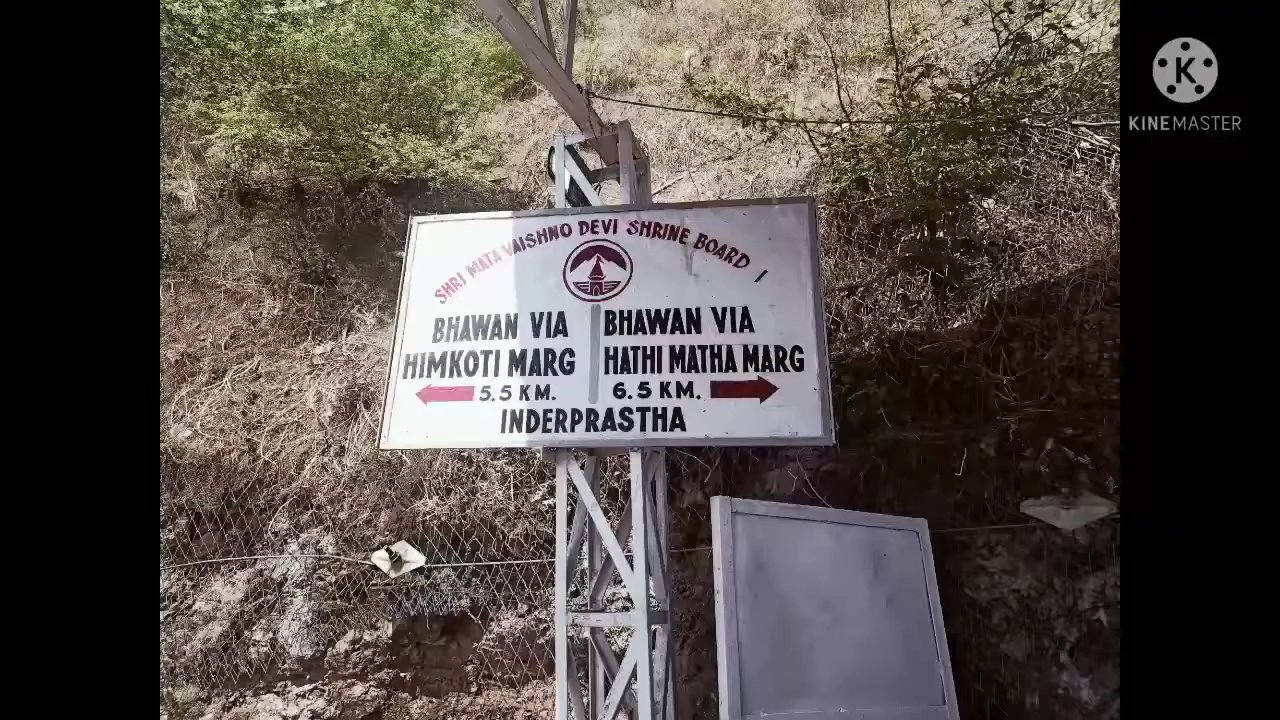 SHRI MATA VAISHNO DEVI SHRINE BOARD
BHAWAN VIA
HIMKOTI MARG
5.5 KM.
BHAWAN VIA
HATHI MATHA MARG
6.5 KM.
INDERPRASTHA
K
KINEMASTER